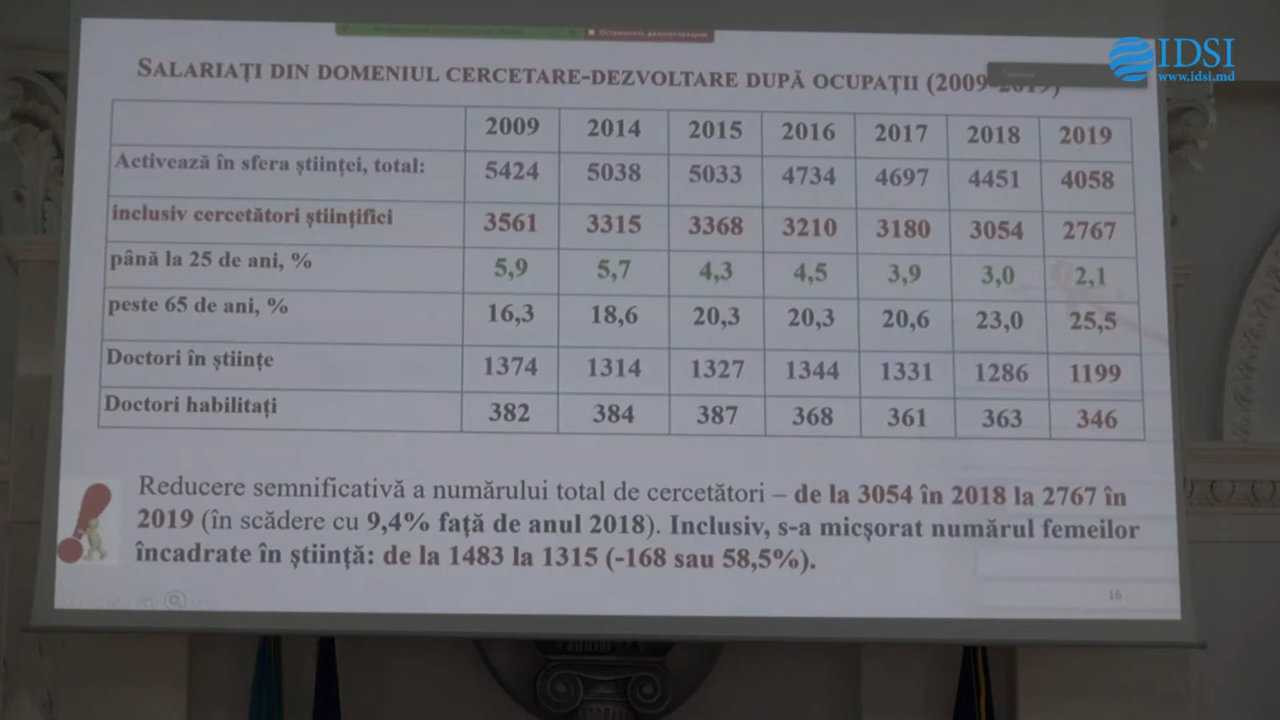 IDSI
www.idsi.md
SALARIAȚI DIN DOMENIUL CERCETARE-DEZVOLTARE DUPĂ OCUPAȚII (2009-2019)
2009 2014 2015 2016 2017 2018 2019
Activează în sfera științei, total: 5424 5038 5033 4734 4697 4451 4058
inclusiv cercetători științifici 3561 3315 3368 3210 3180 3054 2767
până la 25 de ani, % 5,9 5,7 4,3 4,5 3,9 3,0 2,1
peste 65 de ani, % 16,3 18,6 20,3 20,3 20,6 23,0 25,5
Doctori în științe 1374 1314 1327 1344 1331 1286 1199
Doctori habilitați 382 384 387 368 361 363 346
Reducere semnificativă a numărului total de cercetători – de la 3054 în 2018 la 2767 în
2019 (în scădere cu 9,4% față de anul 2018). Inclusiv, s-a micșorat numărul femeilor
încadrate în știință: de la 1483 la 1315 (-168 sau 58,5%).
16